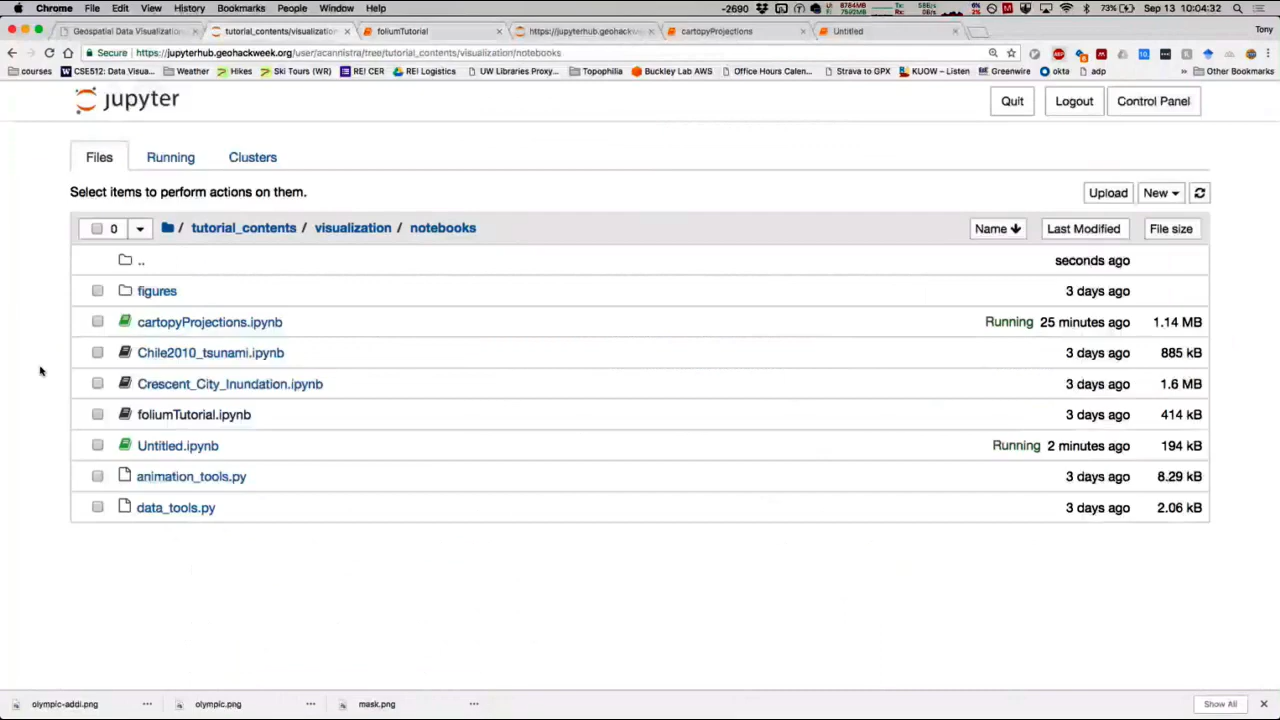 Chrome File Edit View History Bookmarks People Window Help -2690 73% Sep 13 10:04:32
Geospatial Data Visualization tutorial_contents/visualization foliumTutorial https://jupyterhub.geohackweek cartopyProjections Untitled Tony
Secure https://jupyterhub.geohackweek.org/user/acannistra/tree/tutorial_contents/visualization/notebooks
courses CSE512: Data Visua... Weather Hikes Ski Tours (WR) REI CER REI Logistics UW Libraries Proxy... Topophilia Buckley Lab AWS Office Hours Calen... Strava to GPX KUOW – Listen Greenwire okta adp » Other Bookmarks
jupyter Quit Logout Control Panel
Files Running Clusters
Select items to perform actions on them. Upload New
0 / tutorial_contents / visualization / notebooks Name Last Modified File size
.. seconds ago
figures 3 days ago
cartopyProjections.ipynb Running 25 minutes ago 1.14 MB
Chile2010_tsunami.ipynb 3 days ago 885 kB
Crescent_City_Inundation.ipynb 3 days ago 1.6 MB
foliumTutorial.ipynb 3 days ago 414 kB
Untitled.ipynb Running 2 minutes ago 194 kB
animation_tools.py 3 days ago 8.29 kB
data_tools.py 3 days ago 2.06 kB
olympic-addi.png olympic.png mask.png Show All